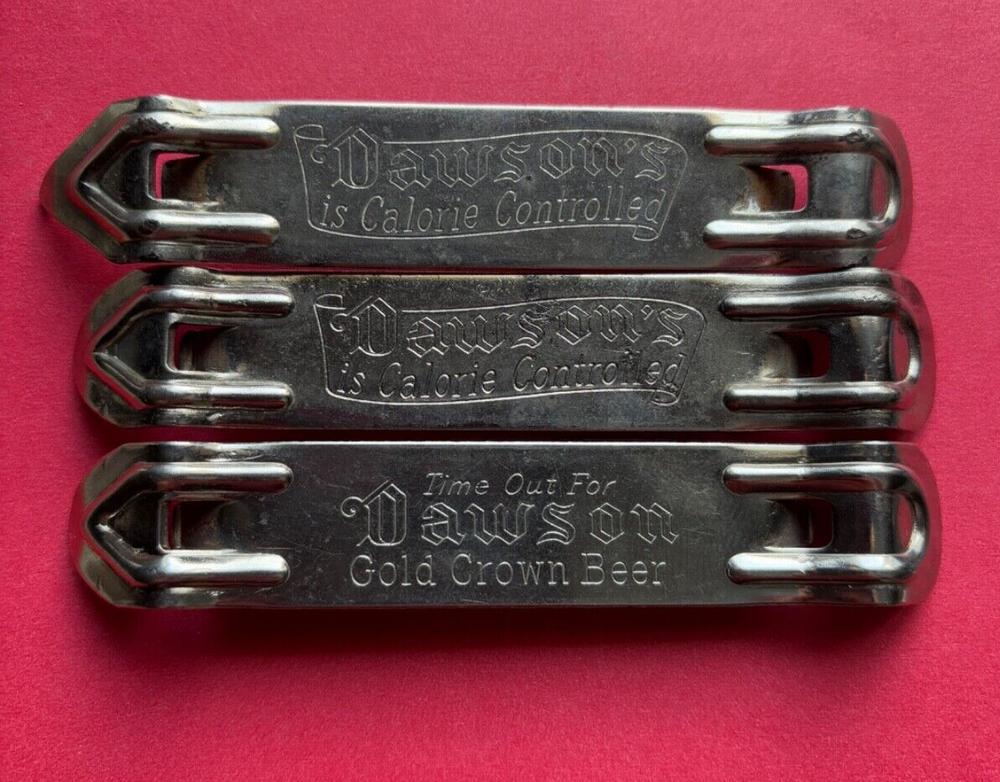 Dawson's
is Calorie Controlled
Dawson's
is Calorie Controlled
Time Out For
Dawson
Gold Crown Beer